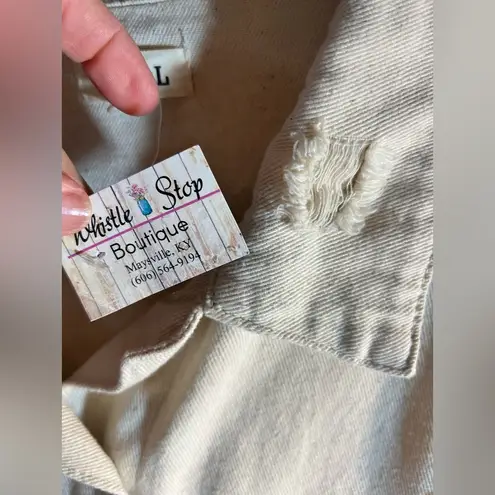 L
Whistle Stop
Boutique
Maysville, KY
(606) 564-9194